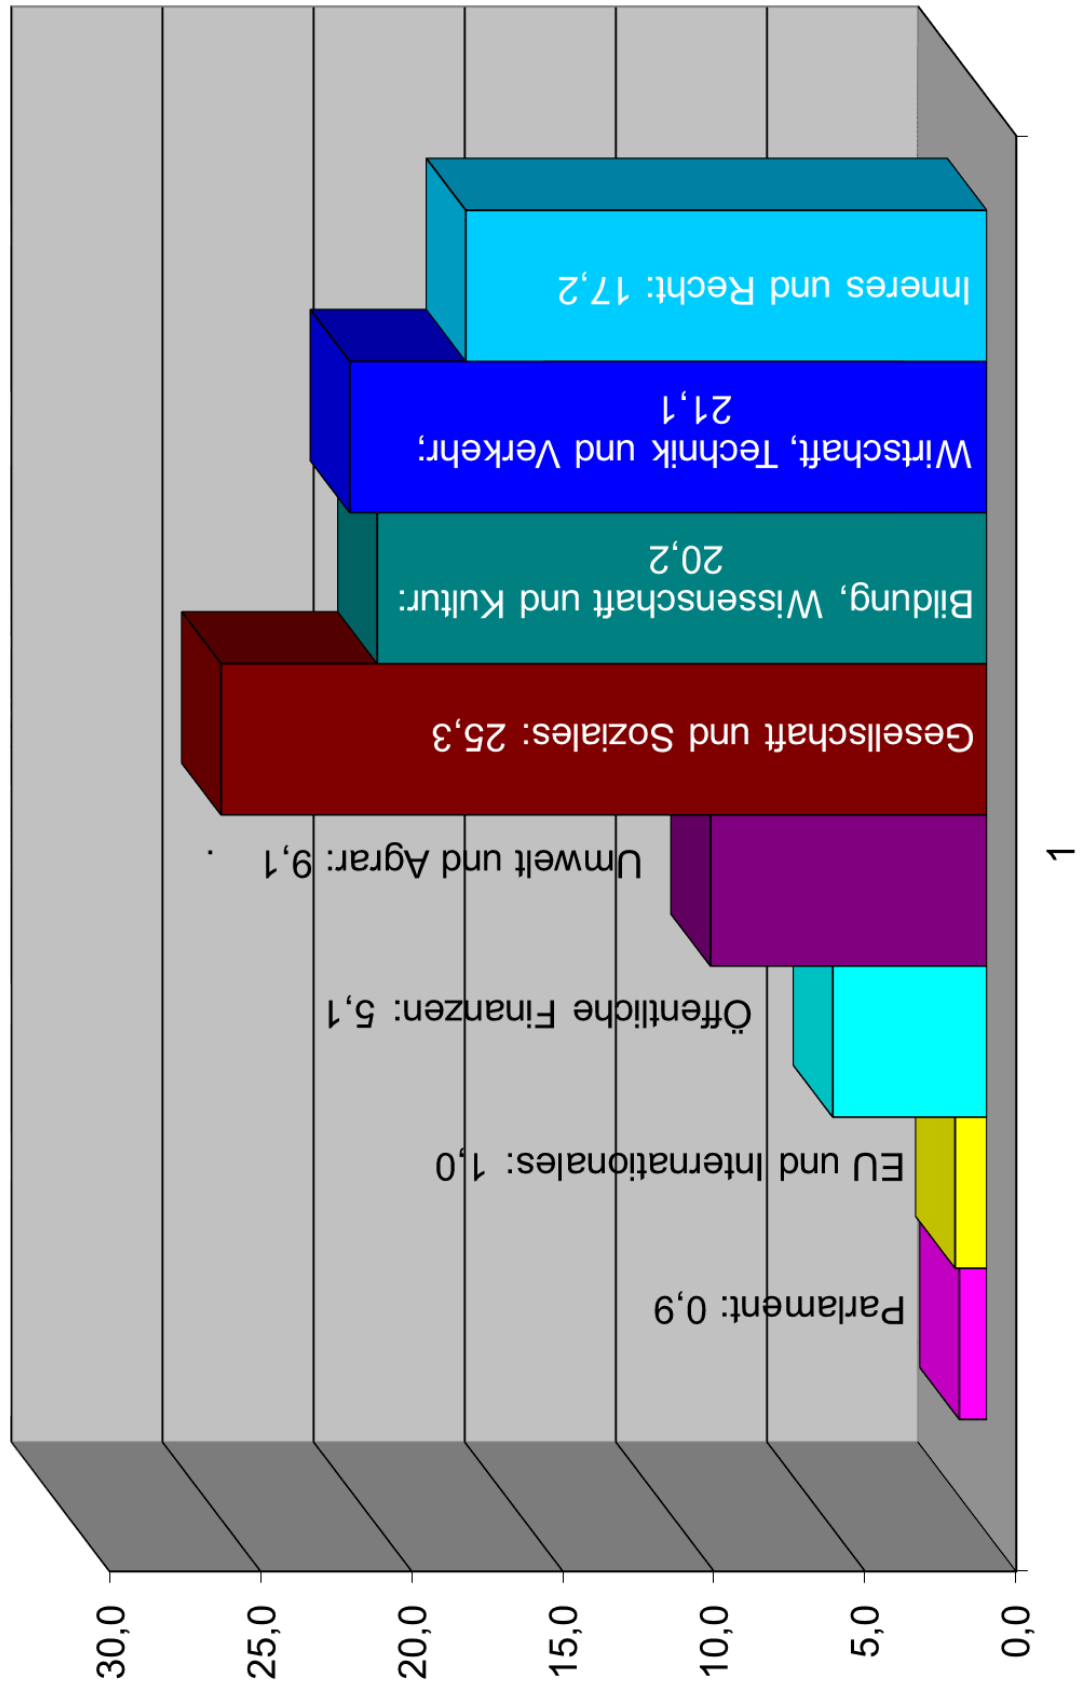 30,0
25,0
20,0
15,0
10,0
5,0
0,0
Parlament: 0,9
EU und Internationales: 1,0
Öffentliche Finanzen: 5,1
Umwelt und Agrar: 9,1 .
Gesellschaft und Soziales: 25,3
Bildung, Wissenschaft und Kultur:
20,2
Wirtschaft, Technik und Verkehr;
21,1
Inneres und Recht: 17,2
1